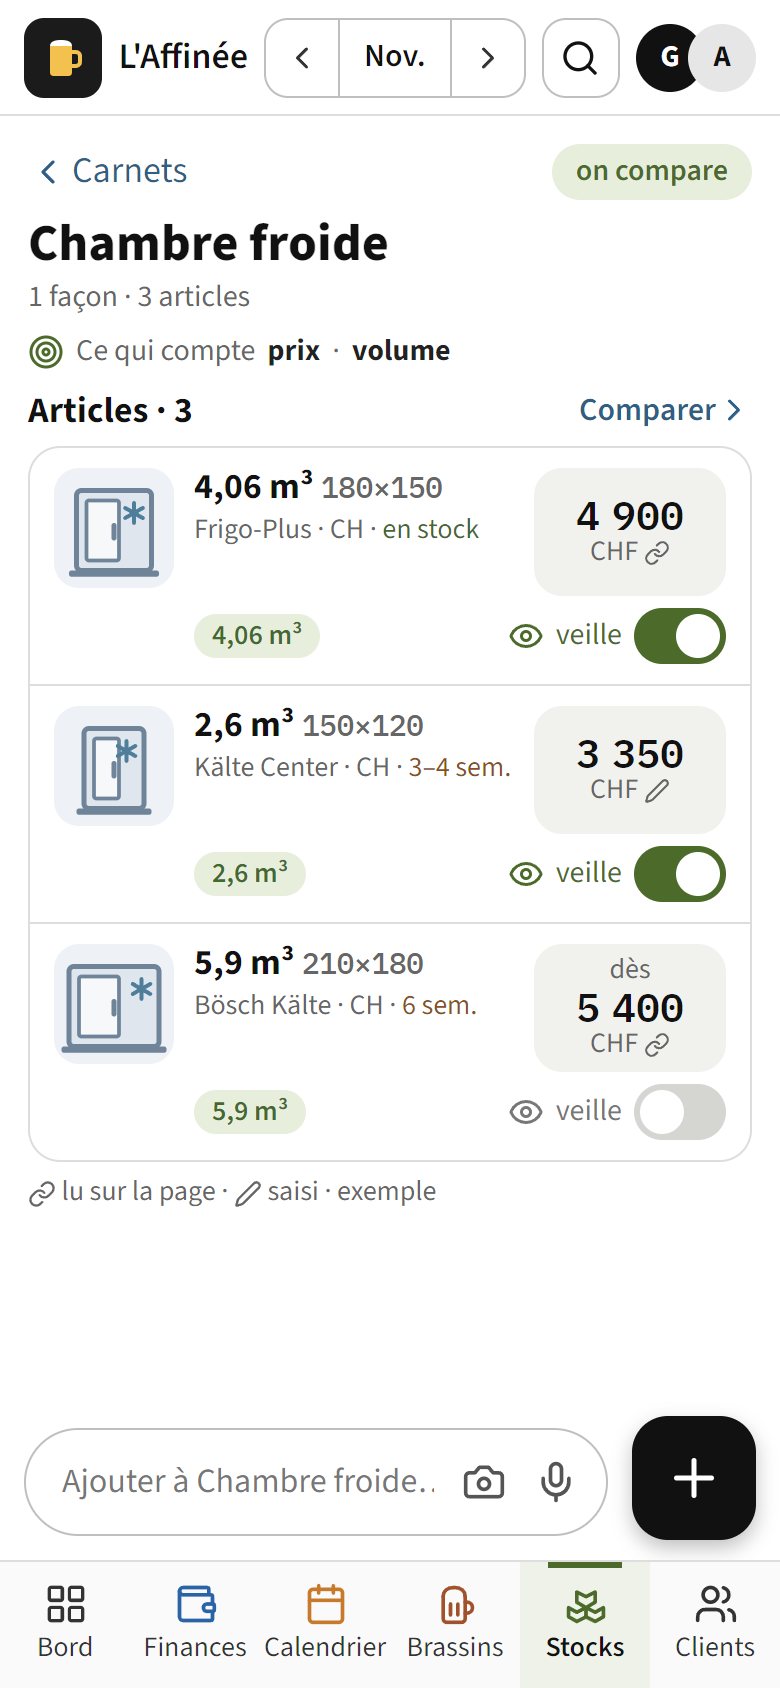 L'Affinée
Nov.
G
A
Carnets
on compare
Chambre froide
1 façon · 3 articles
Ce qui compte prix · volume
Articles · 3
Comparer
4,06 m³ 180×150
Frigo-Plus · CH · en stock
4 900
CHF
4,06 m³
veille
2,6 m³ 150×120
Kälte Center · CH · 3–4 sem.
3 350
CHF
2,6 m³
veille
5,9 m³ 210×180
Bösch Kälte · CH · 6 sem.
dès
5 400
CHF
5,9 m³
veille
lu sur la page · saisi · exemple
Ajouter à Chambre froide..
Bord
Finances
Calendrier
Brassins
Stocks
Clients